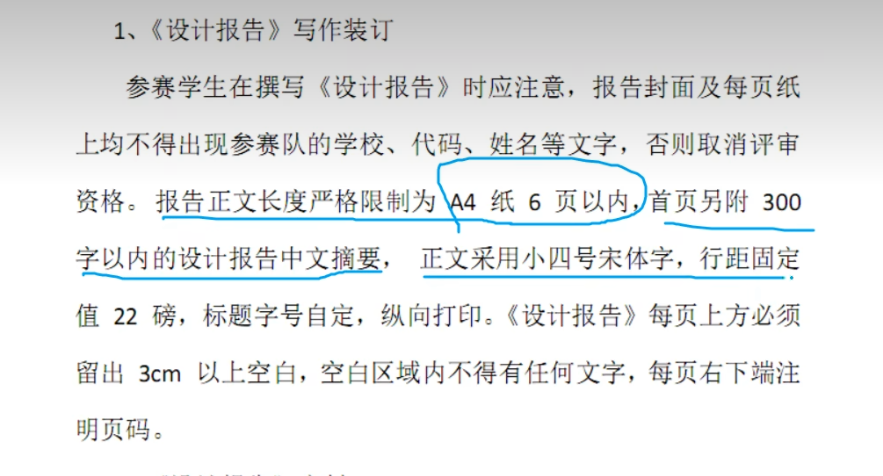 1、《设计报告》写作装订
参赛学生在撰写《设计报告》时应注意，报告封面及每页纸
上均不得出现参赛队的学校、代码、姓名等文字，否则取消评审
资格。报告正文长度严格限制为 A4 纸 6 页以内，首页另附 300
字以内的设计报告中文摘要， 正文采用小四号宋体字，行距固定
值 22 磅，标题字号自定，纵向打印。《设计报告》每页上方必须
留出 3cm 以上空白，空白区域内不得有任何文字，每页右下端注
明页码。